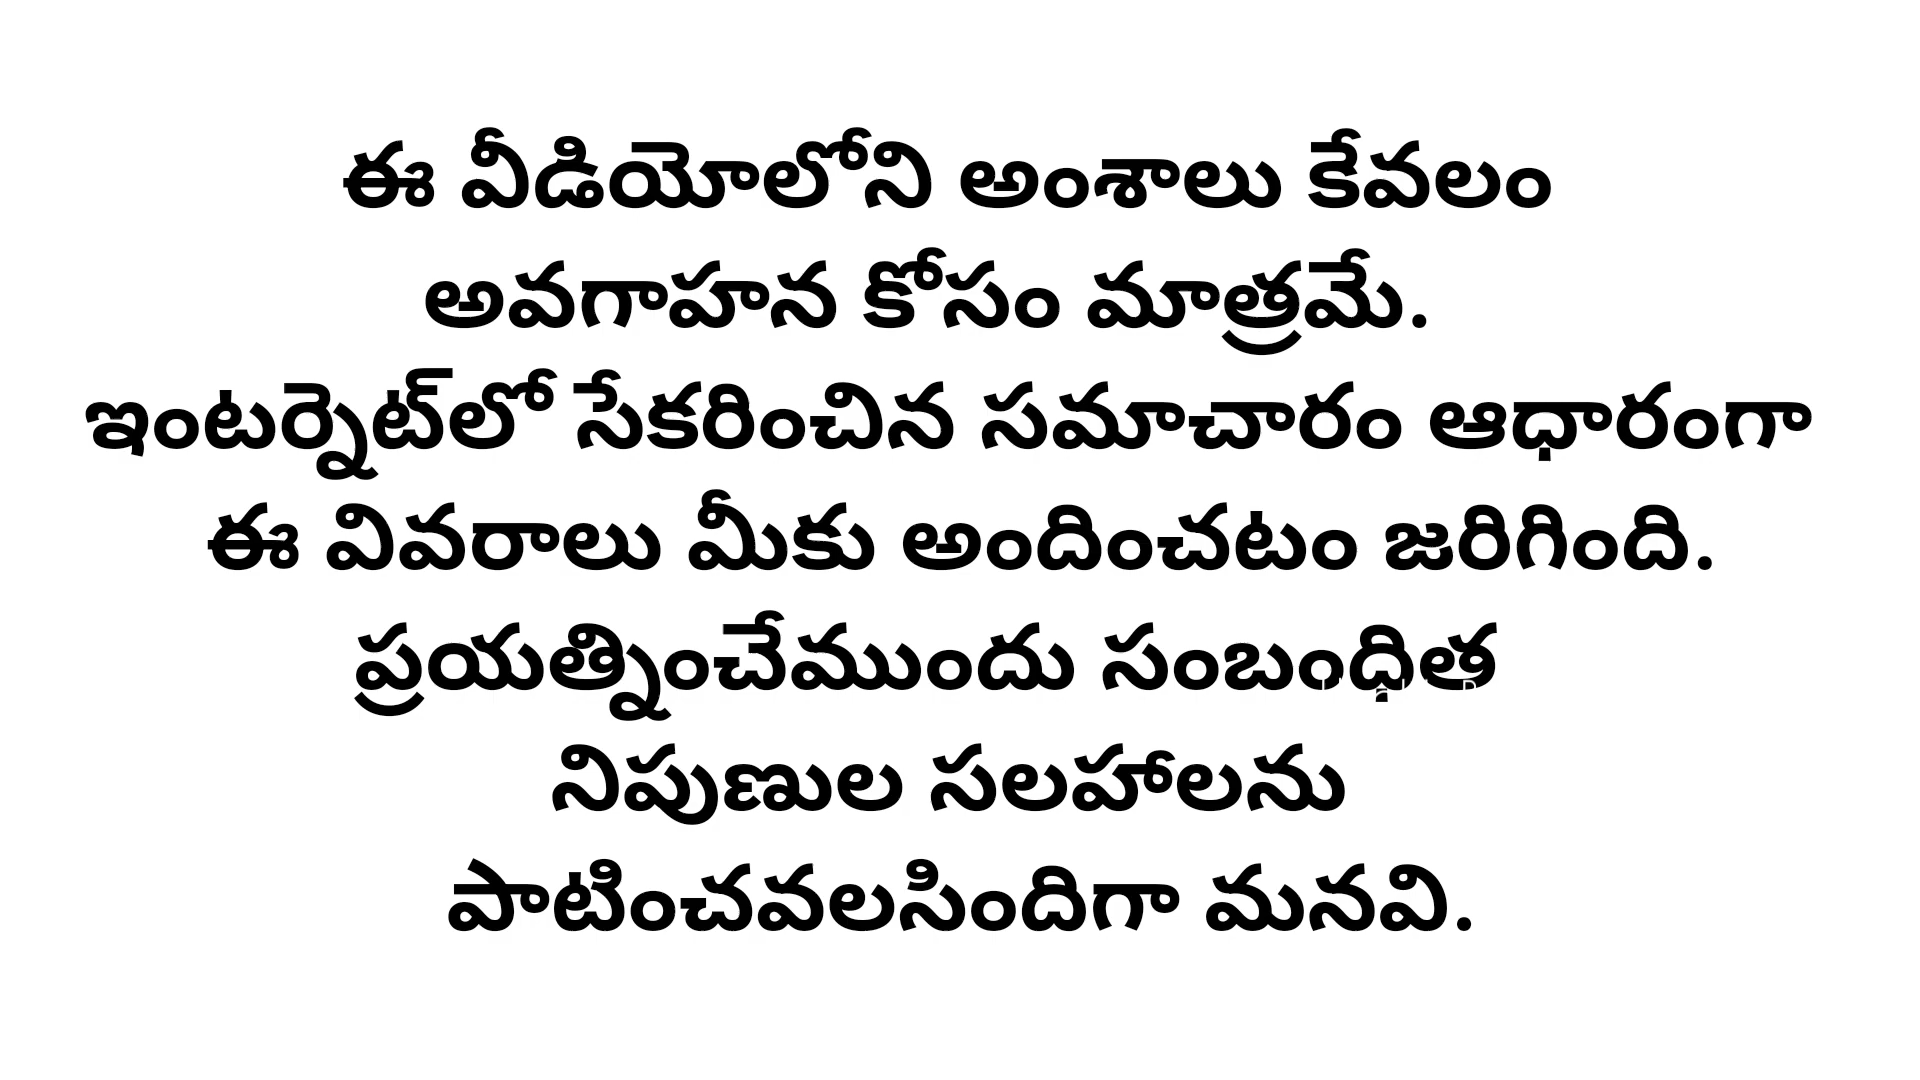 ఈ వీడియోలోని అంశాలు కేవలం
అవగాహన కోసం మాత్రమే.
ఇంటర్నెట్‌లో సేకరించిన సమాచారం ఆధారంగా
ఈ వివరాలు మీకు అందించటం జరిగింది.
ప్రయత్నించేముందు సంబంధిత
నిపుణుల సలహాలను
పాటించవలసిందిగా మనవి.